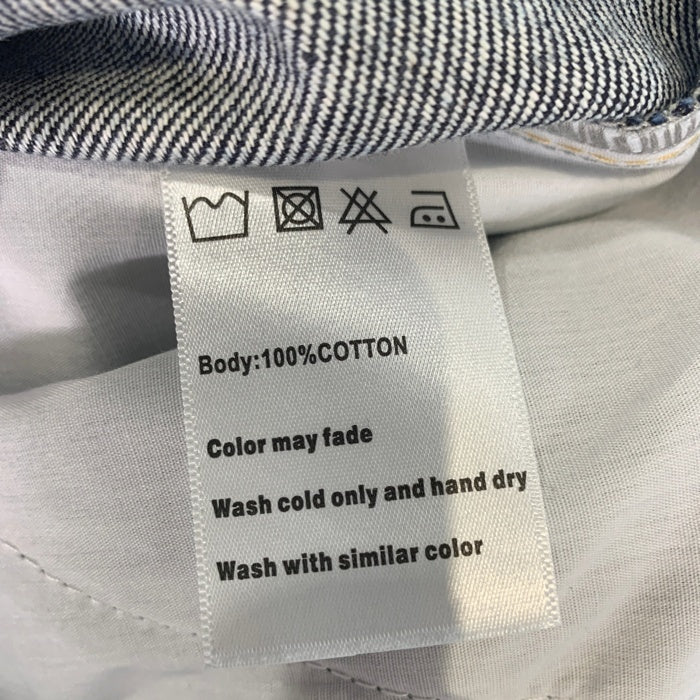 Body:100%COTTON
Color may fade
Wash cold only and hand dry
Wash with similar color